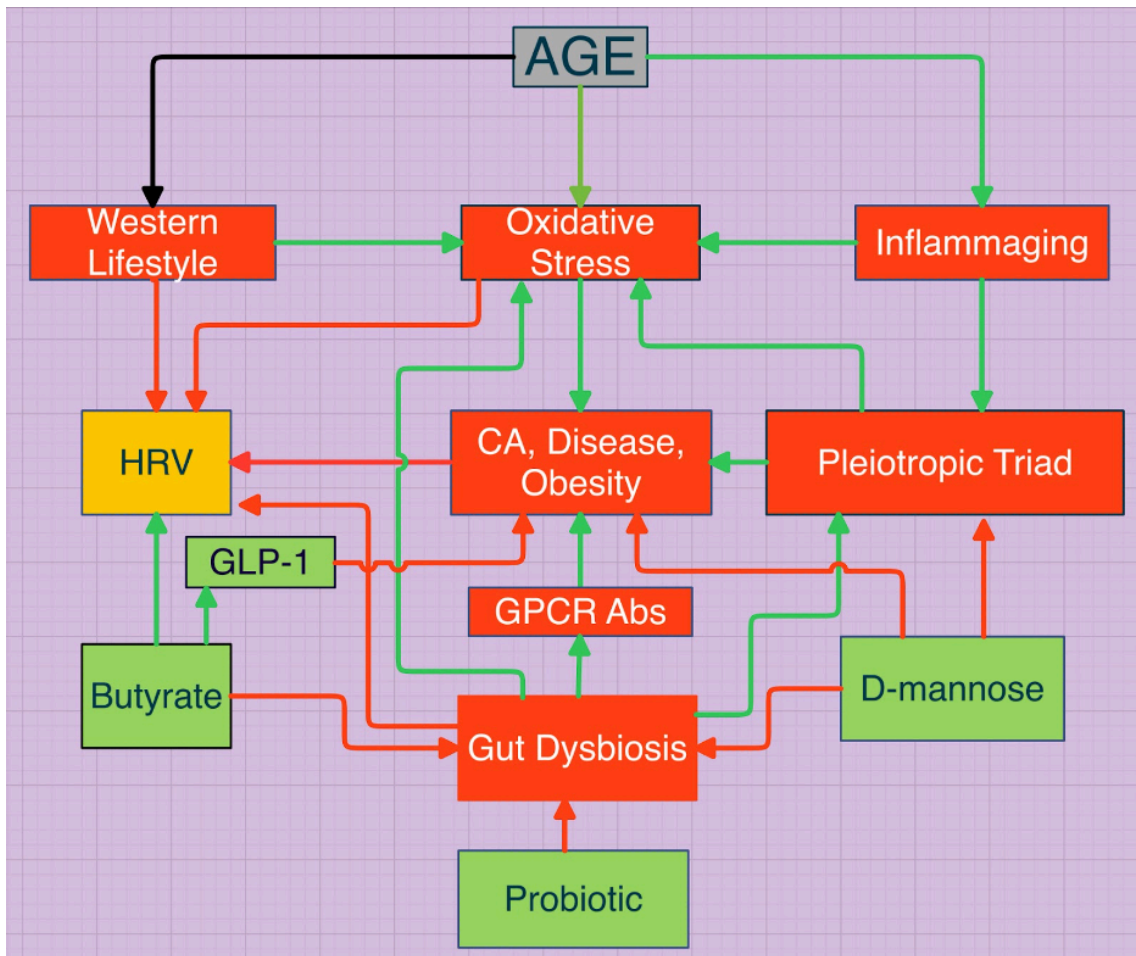 AGE
Western
Lifestyle
Oxidative
Stress
Inflammaging
HRV
CA, Disease,
Obesity
Pleiotropic Triad
GLP-1
GPCR Abs
Butyrate
D-mannose
Gut Dysbiosis
Probiotic